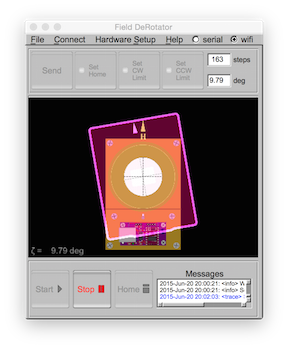 Field DeRotator
File Connect Hardware Setup Help serial wifi
Send
Set Home
Set CW Limit
Set CCW Limit
163 steps
9.79 deg
H
ζ = 9.79 deg
Start
Stop
Home
Messages
2015-Jun-20 20:00:21: <info> W
2015-Jun-20 20:00:21: <info> S
2015-Jun-20 20:02:03: <trace>